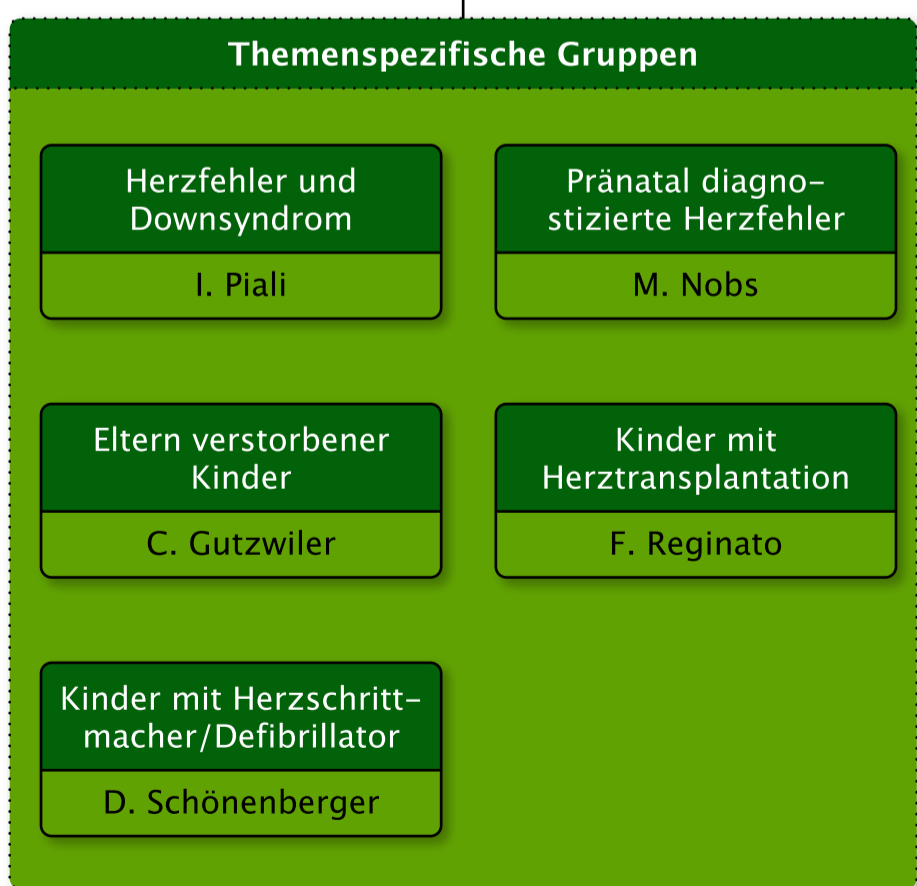 Themenspezifische Gruppen
Herzfehler und
Downsyndrom
I. Piali
Pränatal diagno-
stizierte Herzfehler
M. Nobs
Eltern verstorbener
Kinder
C. Gutzwiler
Kinder mit
Herztransplantation
F. Reginato
Kinder mit Herzschritt-
macher/Defibrillator
D. Schönenberger